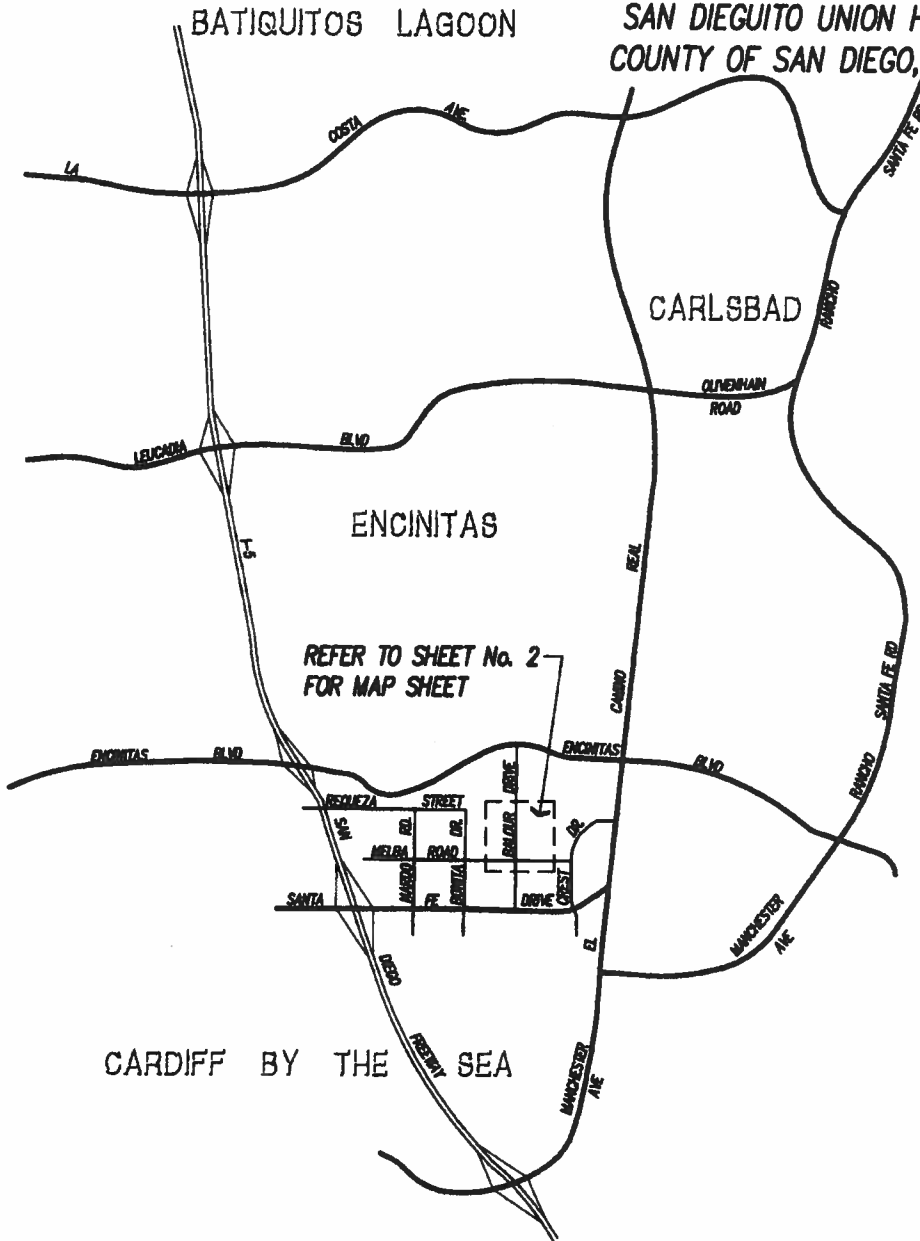 BATIQUITOS LAGOON
SAN DIEGUITO UNION H
COUNTY OF SAN DIEGO,
LA
COSTA
AVE.
SANTA FE RD
CARLSBAD
RANCHO
OLIVENHAIN
ROAD
LEUCADIA
BLVD
ENCINITAS
I-5
REAL
REFER TO SHEET No. 2
FOR MAP SHEET
CAMINO
SANTA FE RD
ENCINITAS
BLVD
ENCINITAS
BLVD
RANCHO
DRIVE
REQUEZA
STREET
SAN
RD.
DR.
BALOUR
DR.
MELBA
ROAD
MARDO
BONITA
CREST
SANTA
FE
DRIVE
MANCHESTER
AVE
EL
DIEGO
CARDIFF BY THE SEA
FREEWAY
MANCHESTER
AVE